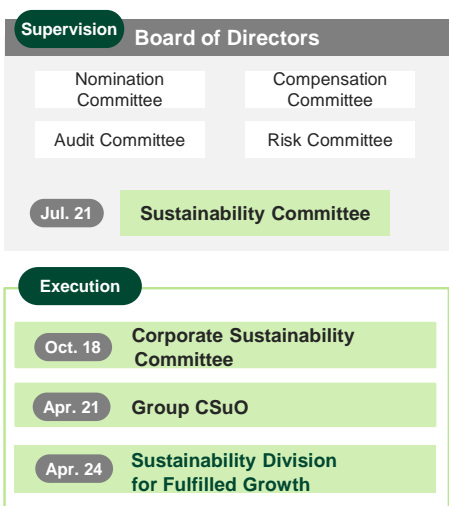 Supervision
Board of Directors
Nomination
Committee
Compensation
Committee
Audit Committee
Risk Committee
Jul. 21
Sustainability Committee
Execution
Oct. 18
Corporate Sustainability
Committee
Apr. 21
Group CSuO
Apr. 24
Sustainability Division
for Fulfilled Growth